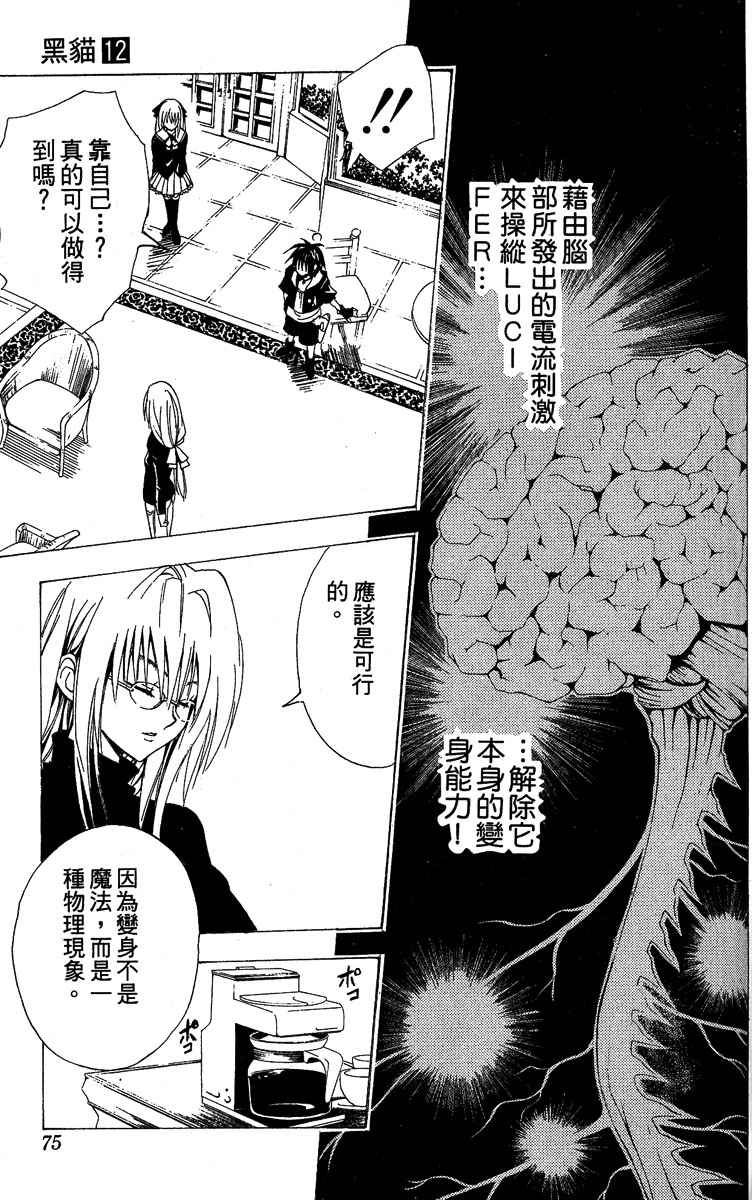 黑貓12
藉由腦
部所發出的電流刺激
來操縱LUCI
FER…
…解除它
本身的變
身能力！
!!
靠自己…？
真的可以做得
到嗎？
應該是可行
的。
因為變身不是
魔法，而是一
種物理現象。
ポコ
ポコ
75